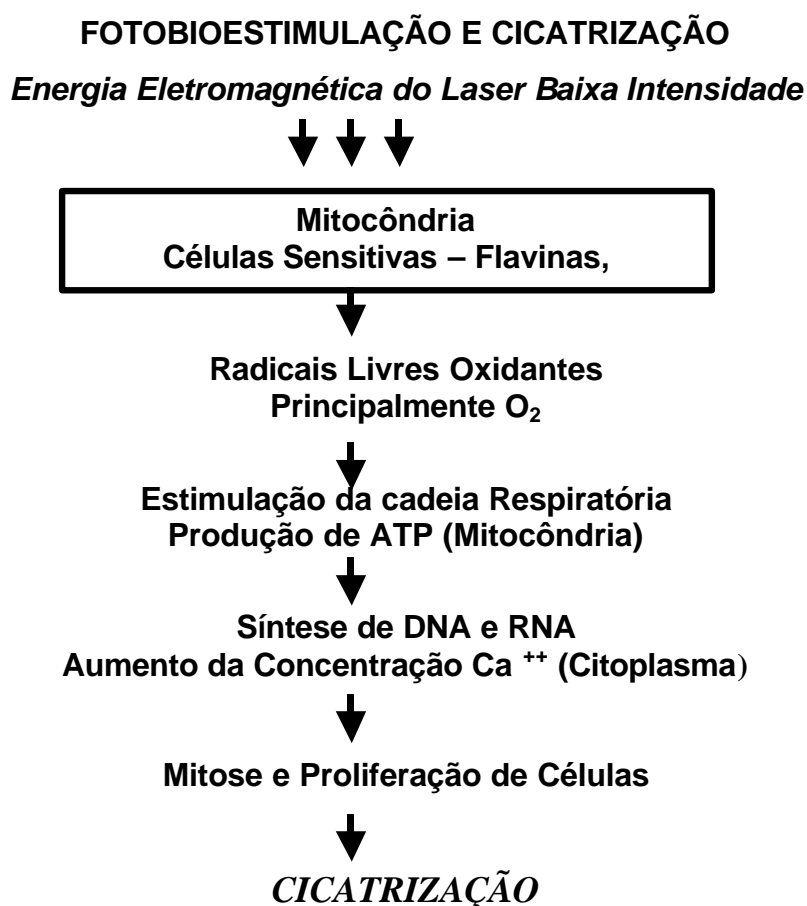 FOTOBIOESTIMULAÇÃO E CICATRIZAÇÃO
Energia Eletromagnética do Laser Baixa Intensidade
Mitocôndria
Células Sensitivas – Flavinas,
Radicais Livres Oxidantes
Principalmente O₂
Estimulação da cadeia Respiratória
Produção de ATP (Mitocôndria)
Síntese de DNA e RNA
Aumento da Concentração Ca ⁺⁺ (Citoplasma)
Mitose e Proliferação de Células
CICATRIZAÇÃO